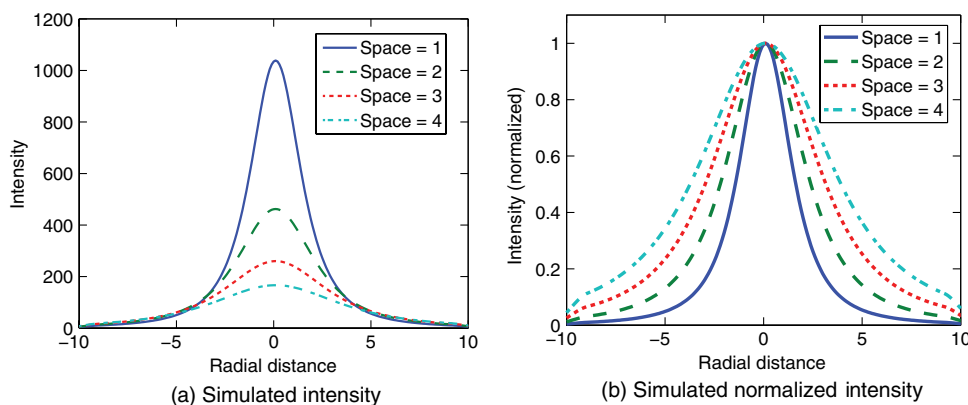 1200
1000
800
600
400
200
0
Intensity
Space = 1
Space = 2
Space = 3
Space = 4
−10
−5
0
5
10
Radial distance
(a) Simulated intensity
1
0.8
0.6
0.4
0.2
0
Intensity (normalized)
Space = 1
Space = 2
Space = 3
Space = 4
−10
−5
0
5
10
Radial distance
(b) Simulated normalized intensity